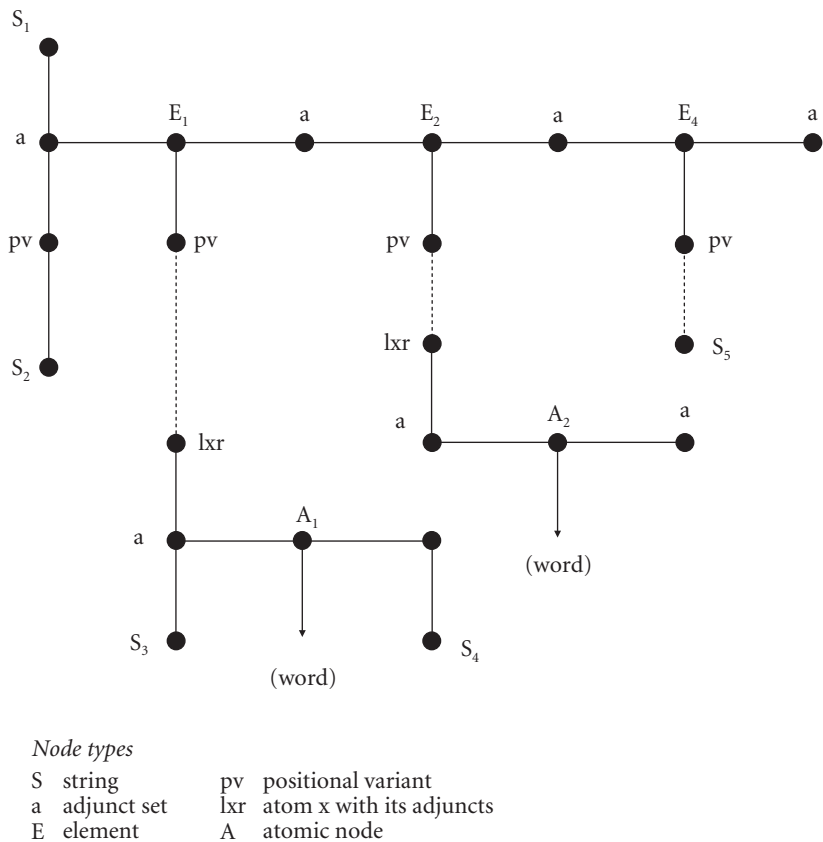 S₁
E₁ a E₂ a E₄ a
a
pv pv pv pv
lxr S₅
S₂
a A₂ a
lxr
a A₁
(word)
S₃ S₄
(word)
Node types
S string pv positional variant
a adjunct set lxr atom x with its adjuncts
E element A atomic node